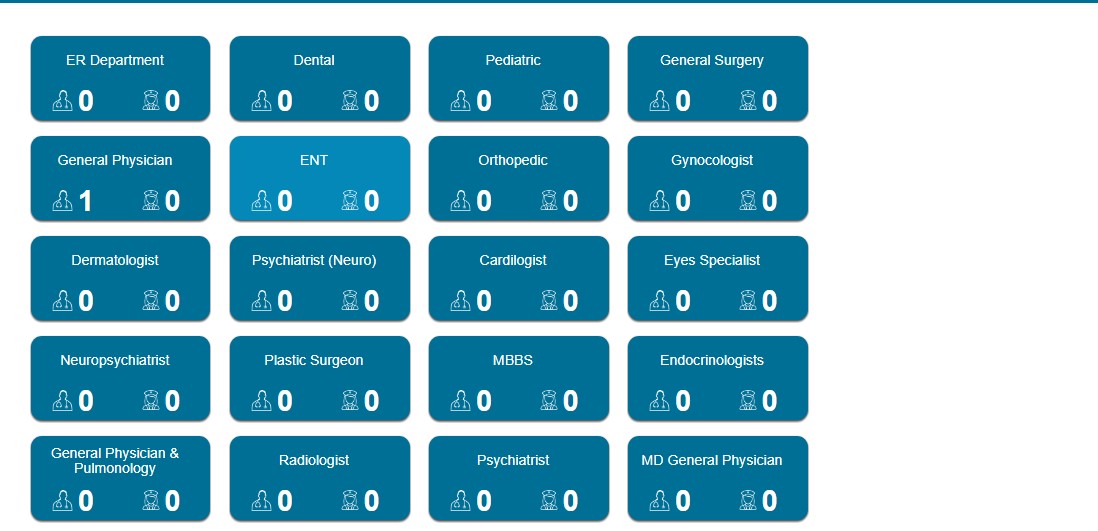 ER Department
0 0
Dental
0 0
Pediatric
0 0
General Surgery
0 0
General Physician
1 0
ENT
0 0
Orthopedic
0 0
Gynocologist
0 0
Dermatologist
0 0
Psychiatrist (Neuro)
0 0
Cardilogist
0 0
Eyes Specialist
0 0
Neuropsychiatrist
0 0
Plastic Surgeon
0 0
MBBS
0 0
Endocrinologists
0 0
General Physician &
Pulmonology
0 0
Radiologist
0 0
Psychiatrist
0 0
MD General Physician
0 0